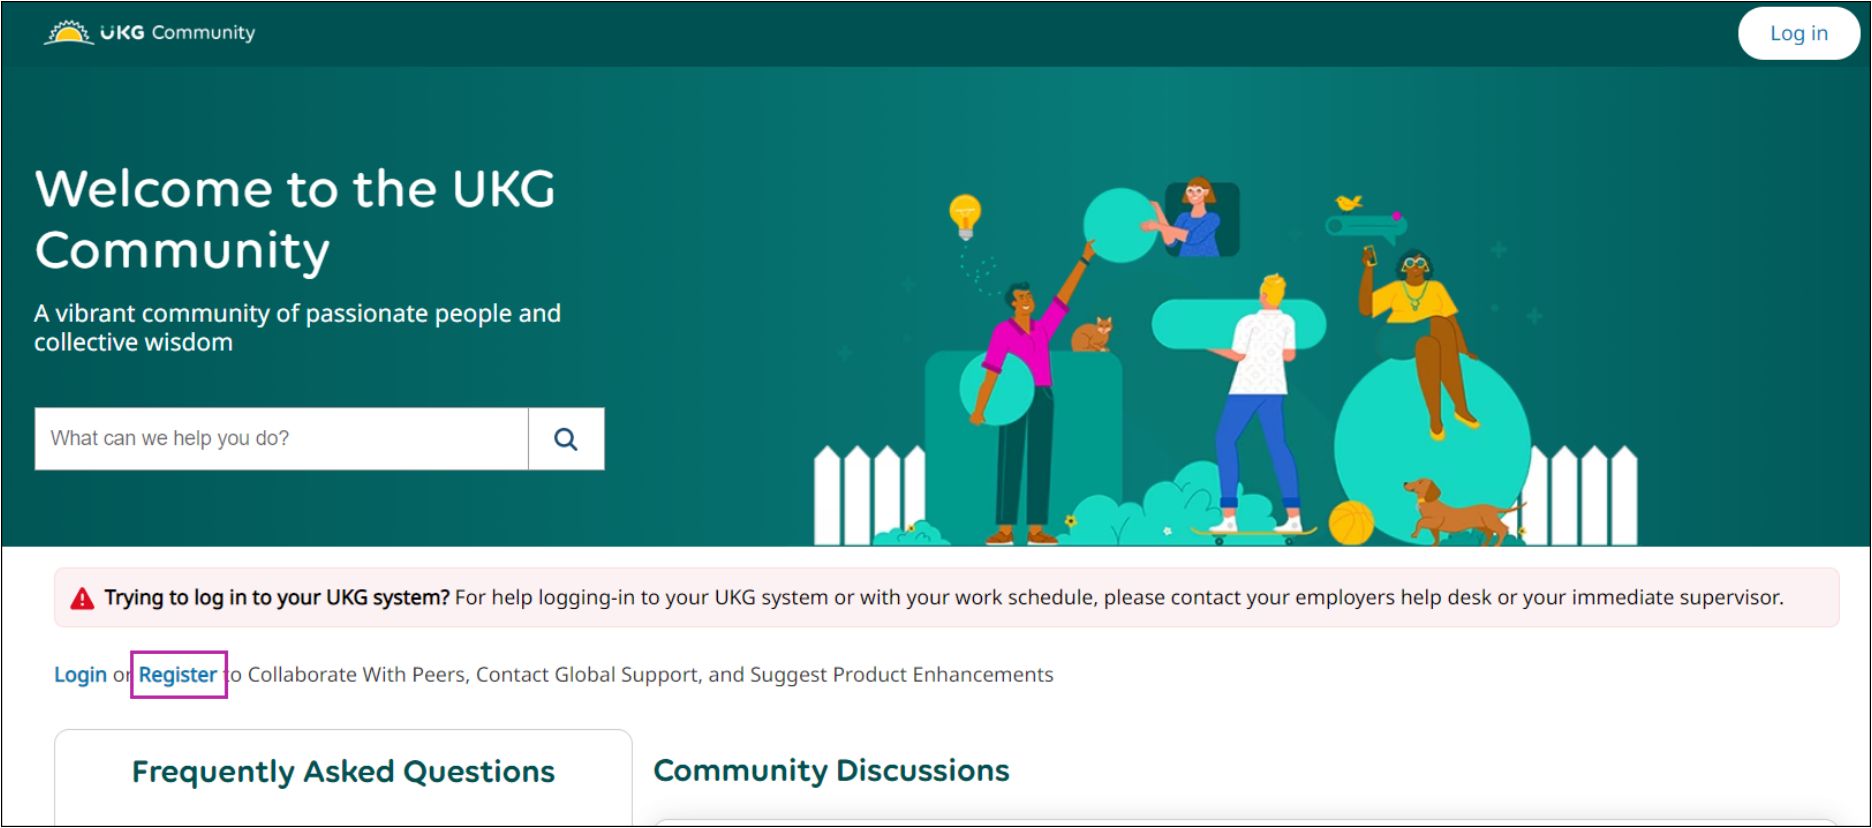 UKG Community
Log in
Welcome to the UKG
Community
A vibrant community of passionate people and
collective wisdom
What can we help you do?
Trying to log in to your UKG system? For help logging-in to your UKG system or with your work schedule, please contact your employers help desk or your immediate supervisor.
Login or Register to Collaborate With Peers, Contact Global Support, and Suggest Product Enhancements
Frequently Asked Questions
Community Discussions